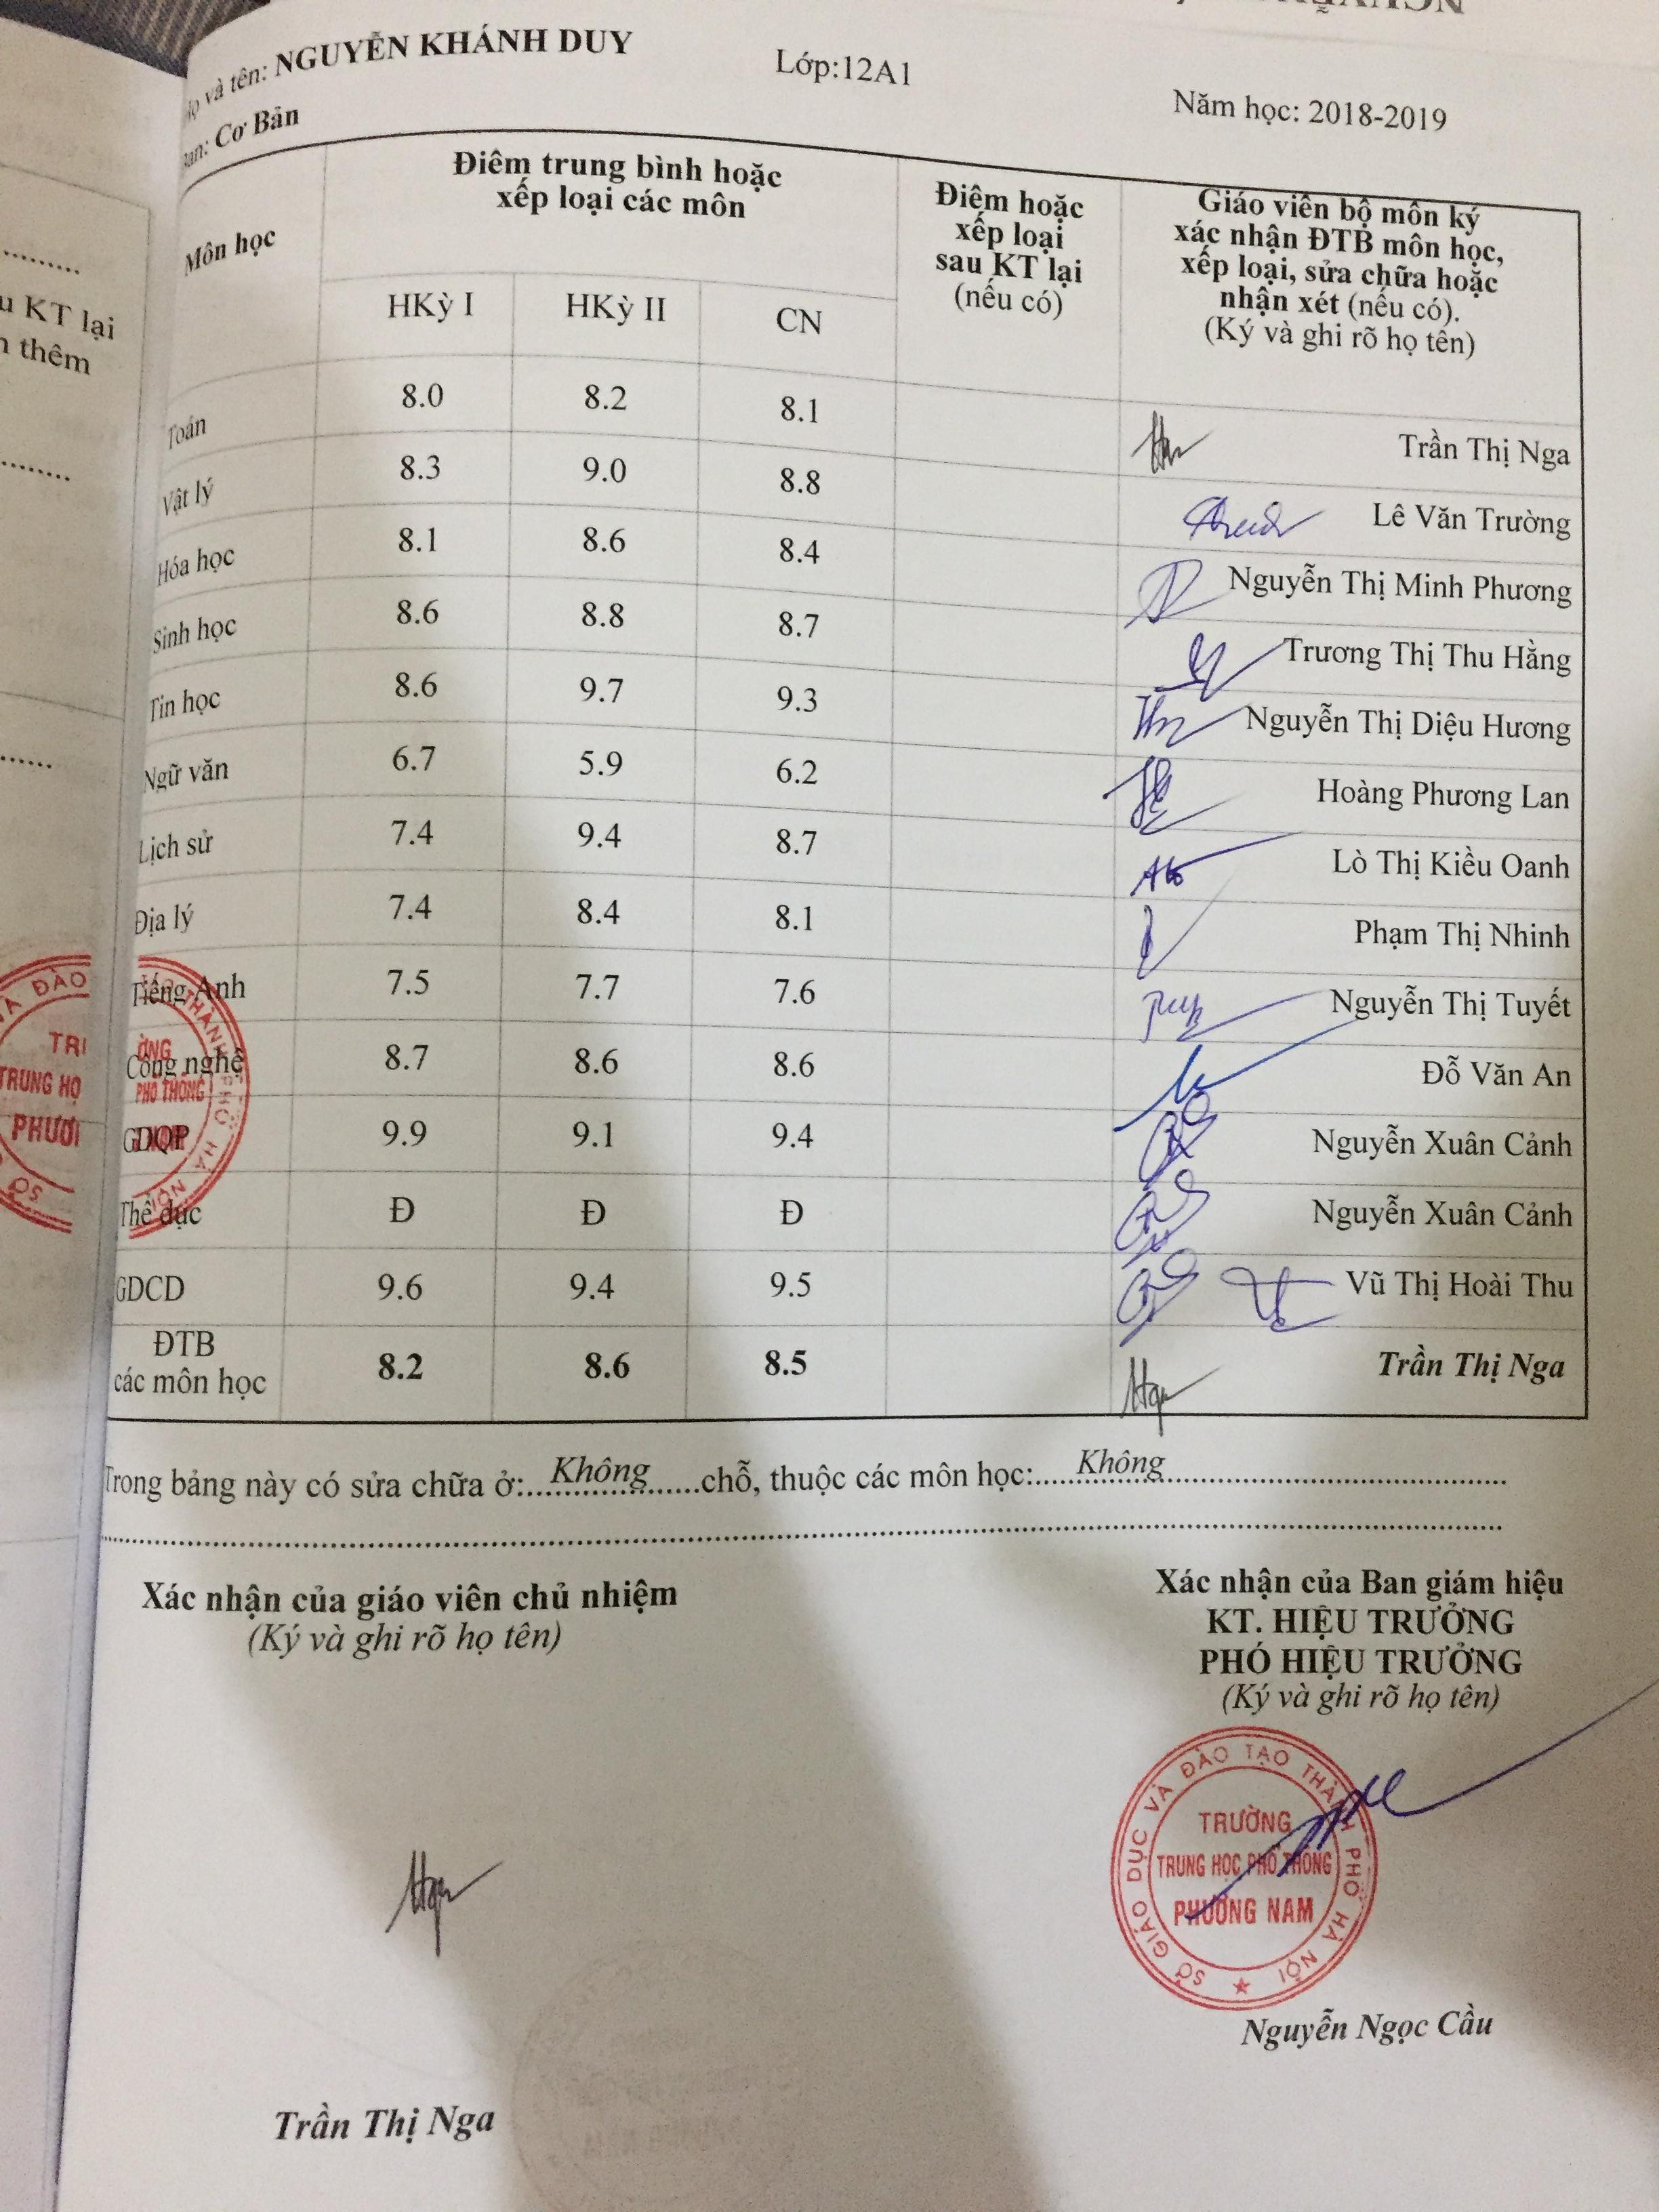 Họ và tên: NGUYỄN KHÁNH DUY Lớp:12A1 Năm học: 2018-2019
Ban: Cơ Bản
Môn học Điểm trung bình hoặc xếp loại các môn Điểm hoặc xếp loại sau KT lại (nếu có) Giáo viên bộ môn ký xác nhận ĐTB môn học, xếp loại, sửa chữa hoặc nhận xét (nếu có). (Ký và ghi rõ họ tên)
HKỳ I HKỳ II CN
Toán 8.0 8.2 8.1 Trần Thị Nga
Vật lý 8.3 9.0 8.8 Lê Văn Trường
Hóa học 8.1 8.6 8.4 Nguyễn Thị Minh Phương
Sinh học 8.6 8.8 8.7 Trương Thị Thu Hằng
Tin học 8.6 9.7 9.3 Nguyễn Thị Diệu Hương
Ngữ văn 6.7 5.9 6.2 Hoàng Phương Lan
Lịch sử 7.4 9.4 8.7 Lò Thị Kiều Oanh
Địa lý 7.4 8.4 8.1 Phạm Thị Nhinh
Tiếng Anh 7.5 7.7 7.6 Nguyễn Thị Tuyết
Công nghệ 8.7 8.6 8.6 Đỗ Văn An
GDQP 9.9 9.1 9.4 Nguyễn Xuân Cảnh
Thể dục Đ Đ Đ Nguyễn Xuân Cảnh
GDCD 9.6 9.4 9.5 Vũ Thị Hoài Thu
ĐTB các môn học 8.2 8.6 8.5 Trần Thị Nga
Trong bảng này có sửa chữa ở:....Không....chỗ, thuộc các môn học:....Không....
Xác nhận của giáo viên chủ nhiệm
(Ký và ghi rõ họ tên)
Trần Thị Nga
Xác nhận của Ban giám hiệu
KT. HIỆU TRƯỞNG
PHÓ HIỆU TRƯỞNG
(Ký và ghi rõ họ tên)
SỞ GIÁO DỤC VÀ ĐÀO TẠO THÀNH PHỐ HÀ NỘI
TRƯỜNG
TRUNG HỌC PHỔ THÔNG
PHƯƠNG NAM
Nguyễn Ngọc Cầu
u KT lại
thêm